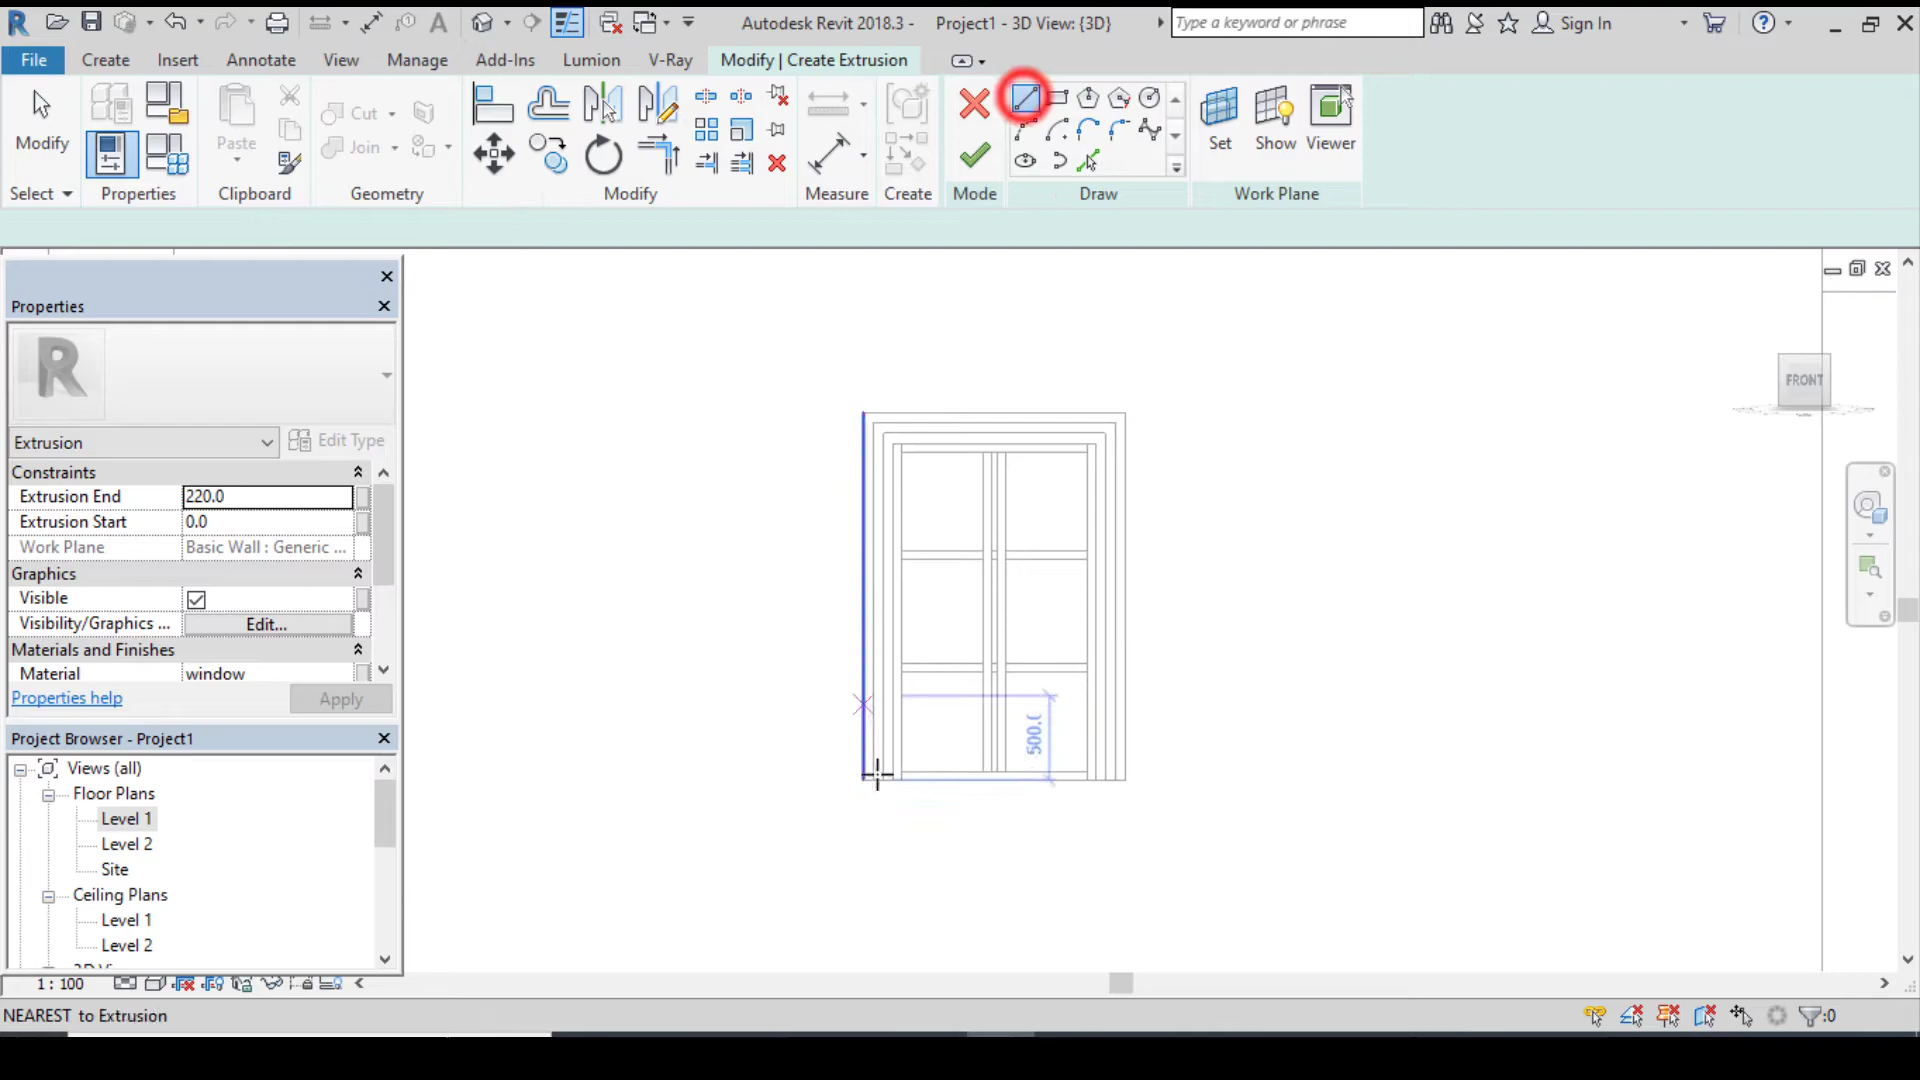 Autodesk Revit 2018.3 - Project1 - 3D View: {3D}
Type a keyword or phrase
Sign In
File Create Insert Annotate View Manage Add-Ins Lumion V-Ray Modify | Create Extrusion
Modify
Paste
Cut
Join
Set Show Viewer
Select Properties Clipboard Geometry Modify Measure Create Mode Draw Work Plane
Properties
R
Extrusion
Edit Type
Constraints
Extrusion End 220.0
Extrusion Start 0.0
Work Plane Basic Wall : Generic ...
Graphics
Visible
Visibility/Graphics ... Edit...
Materials and Finishes
Material window
Properties help
Apply
Project Browser - Project1
Views (all)
Floor Plans
Level 1
Level 2
Site
Ceiling Plans
Level 1
Level 2
FRONT
1 : 100
NEAREST to Extrusion
:0